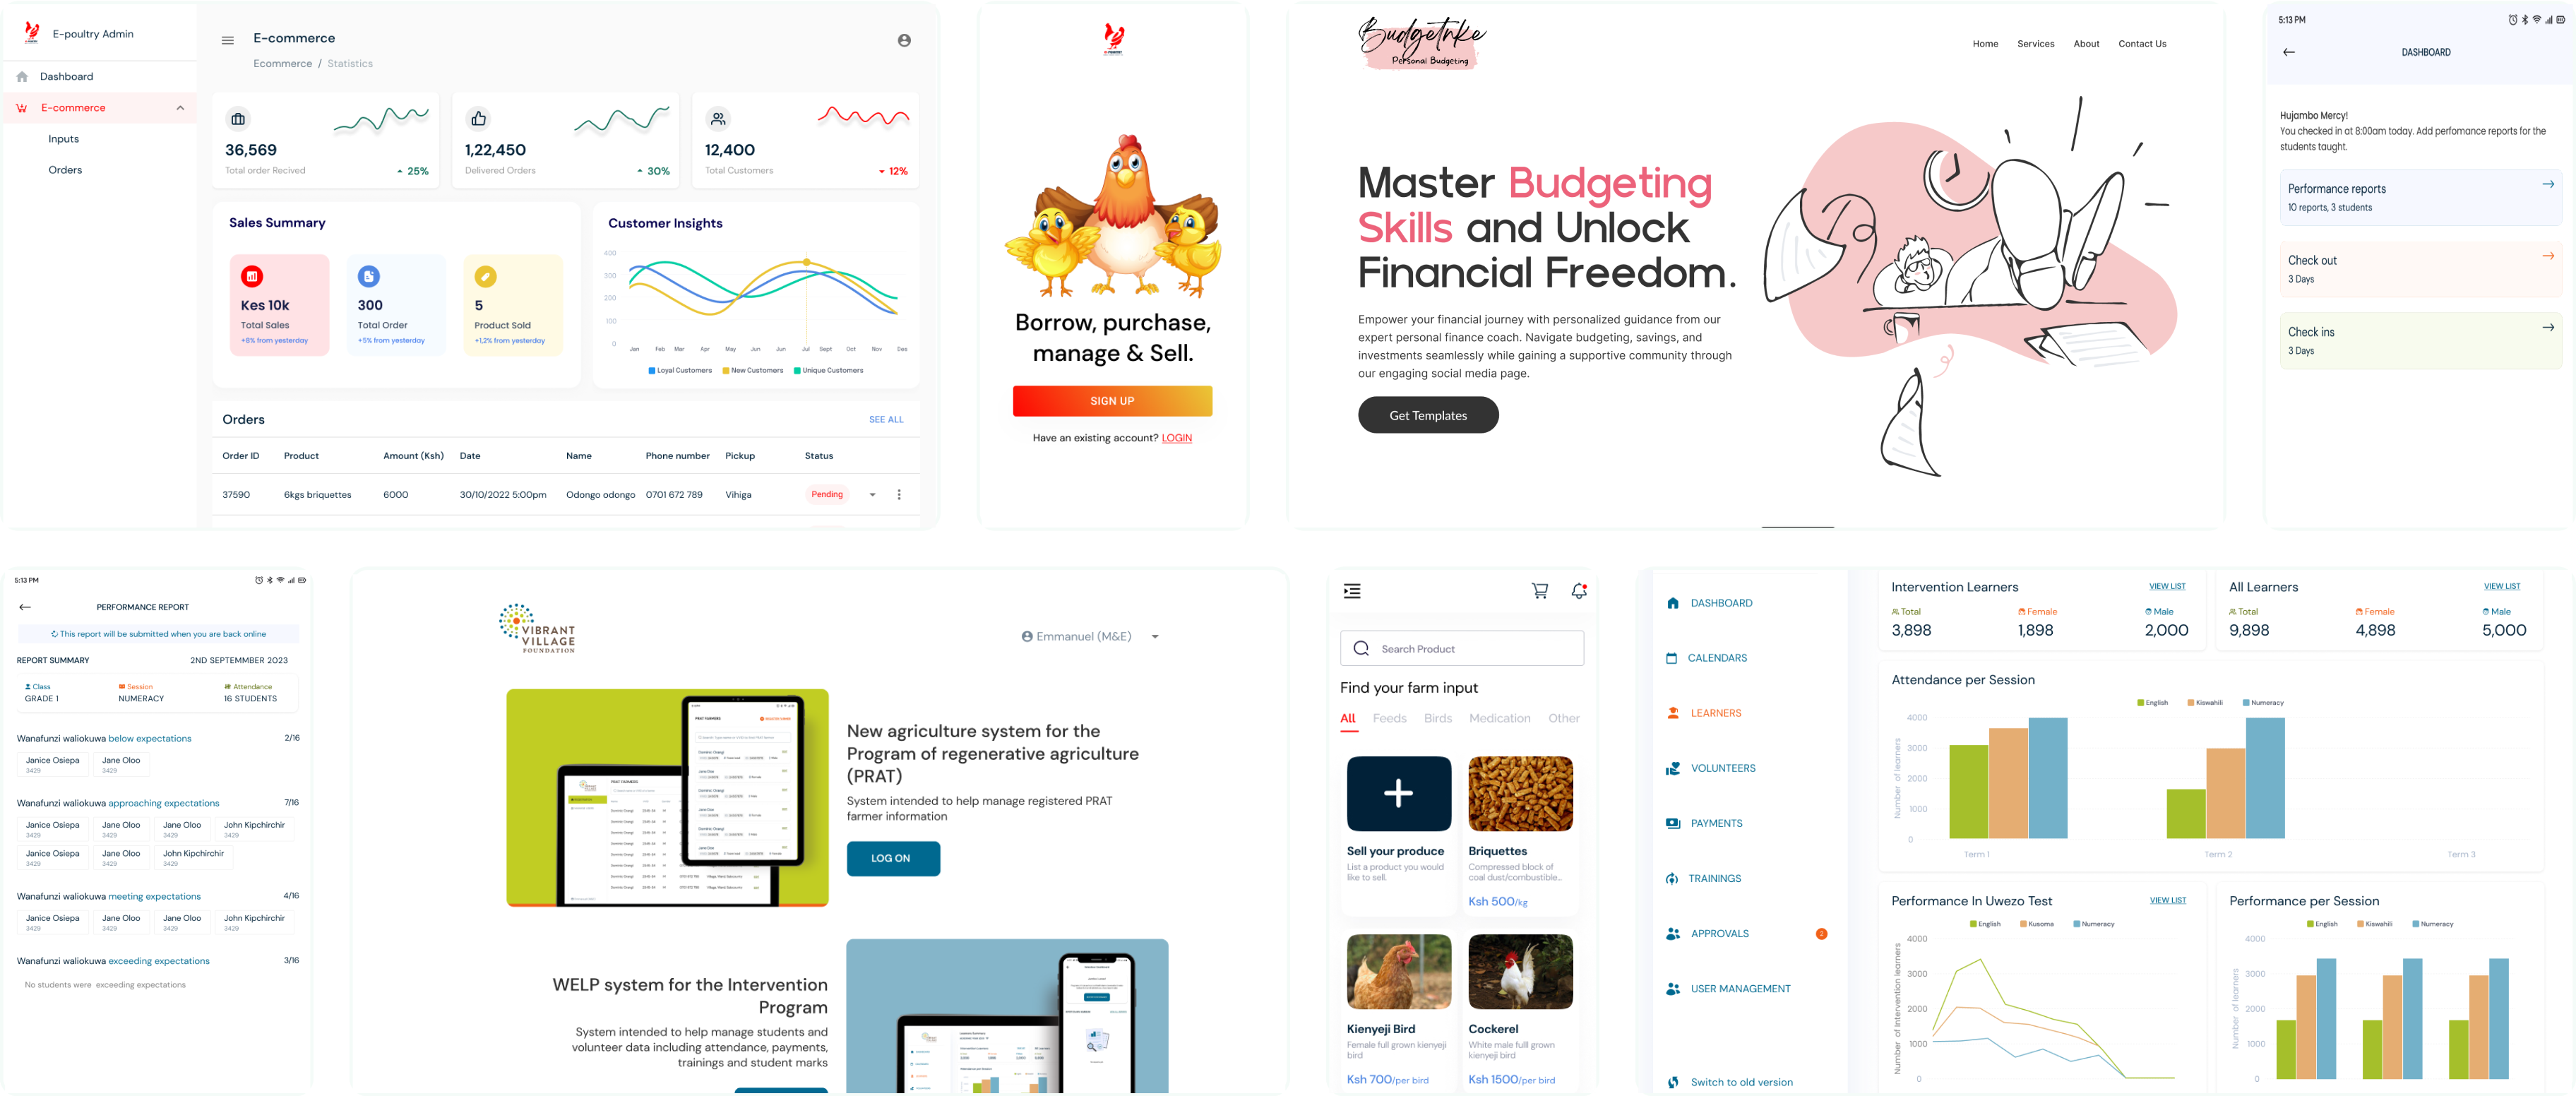 E-poultry Admin
Dashboard
E-commerce
Inputs
Orders
E-commerce
Ecommerce / Statistics
36,569
Total order Recived
25%
1,22,450
Delivered Orders
30%
12,400
Total Customers
12%
Sales Summary
Kes 10k
Total Sales
+8% from yesterday
300
Total Order
+5% from yesterday
5
Product Sold
+1,2% from yesterday
Customer Insights
400
300
200
100
0
Jan Feb Mar Apr May Jun Jun Jul Sept Oct Nov Des
Loyal Customers New Customers Unique Customers
Orders SEE ALL
Order ID Product Amount (Ksh) Date Name Phone number Pickup Status
37590 6kgs briquettes 6000 30/10/2022 5:00pm Odongo odongo 0701 672 789 Vihiga Pending
Borrow, purchase,
manage & Sell.
SIGN UP
Have an existing account? LOGIN
Budgetnke
Personal Budgeting
Home Services About Contact Us
Master Budgeting
Skills and Unlock
Financial Freedom.
Empower your financial journey with personalized guidance from our
expert personal finance coach. Navigate budgeting, savings, and
investments seamlessly while gaining a supportive community through
our engaging social media page.
Get Templates
5:13 PM
DASHBOARD
Hujambo Mercy!
You checked in at 8:00am today. Add perfomance reports for the
students taught.
Performance reports
10 reports, 3 students
Check out
3 Days
Check ins
3 Days
5:13 PM
PERFORMANCE REPORT
This report will be submitted when you are back online
REPORT SUMMARY 2ND SEPTEMMBER 2023
Class Session Attendance
GRADE 1 NUMERACY 16 STUDENTS
Wanafunzi waliokuwa below expectations 2/16
Janice Osiepa Jane Oloo
3429 3429
Wanafunzi waliokuwa approaching expectations 7/16
Janice Osiepa Jane Oloo Jane Oloo John Kipchirchir
3429 3429 3429 3429
Janice Osiepa Jane Oloo John Kipchirchir
3429 3429 3429
Wanafunzi waliokuwa meeting expectations 4/16
Janice Osiepa Jane Oloo Jane Oloo John Kipchirchir
3429 3429 3429 3429
Wanafunzi waliokuwa exceeding expectations 3/16
No students were exceeding expectations
VIBRANT
VILLAGE
FOUNDATION
Emmanuel (M&E)
New agriculture system for the
Program of regenerative agriculture
(PRAT)
System intended to help manage registered PRAT
farmer information
LOG ON
WELP system for the Intervention
Program
System intended to help manage students and
volunteer data including attendance, payments,
trainings and student marks
Search Product
Find your farm input
All Feeds Birds Medication Other
Sell your produce
List a product you would
like to sell.
Briquettes
Compressed block of
coal dust/combustible...
Ksh 500/kg
Kienyeji Bird
Female full grown kienyeji
bird
Ksh 700/per bird
Cockerel
White male fulll grown
kienyeji bird
Ksh 1500/per bird
DASHBOARD
CALENDARS
LEARNERS
VOLUNTEERS
PAYMENTS
TRAININGS
APPROVALS 2
USER MANAGEMENT
Switch to old version
Intervention Learners VIEW LIST
Total Female Male
3,898 1,898 2,000
All Learners VIEW LIST
Total Female Male
9,898 4,898 5,000
Attendance per Session
English Kiswahili Numeracy
Number of learners
4000
3000
2000
1000
0
Term 1 Term 2 Term 3
Performance In Uwezo Test VIEW LIST
English Kusoma Numeracy
Number of Intervention learners
4000
3000
2000
1000
0
Performance per Session
English Kiswahili Numeracy
Number of learners
4000
3000
2000
1000
0